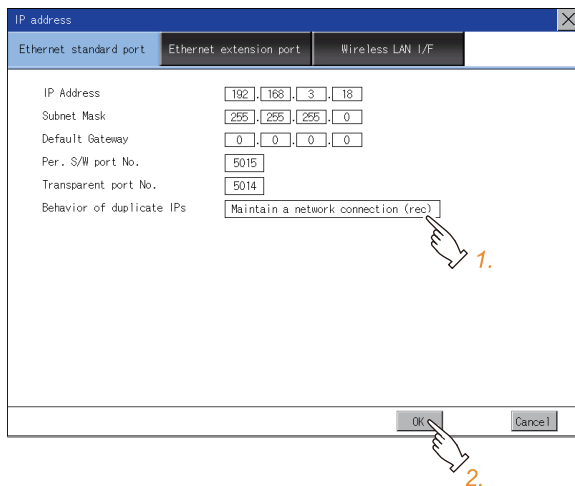 IP address
Ethernet standard port Ethernet extension port Wireless LAN I/F
IP Address 192 . 168 . 3 . 18
Subnet Mask 255 . 255 . 255 . 0
Default Gateway 0 . 0 . 0 . 0
Per. S/W port No. 5015
Transparent port No. 5014
Behavior of duplicate IPs Maintain a network connection (rec)
1.
OK Cancel
2.